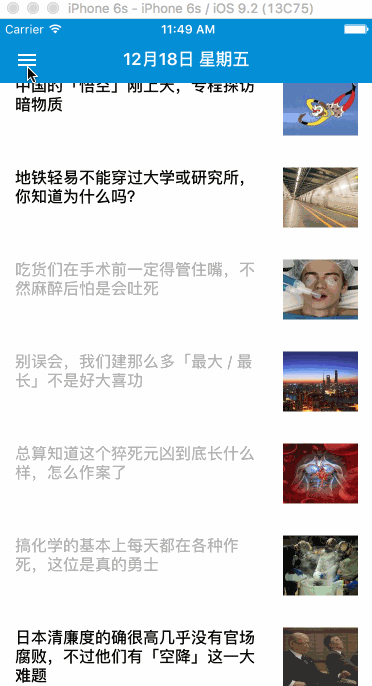 iPhone 6s - iPhone 6s / iOS 9.2 (13C75)
Carrier
11:49 AM
12月18日 星期五
中国的「悟空」刚上天，专程探访
暗物质
地铁轻易不能穿过大学或研究所，
你知道为什么吗？
吃货们在手术前一定得管住嘴，不
然麻醉后怕是会吐死
别误会，我们建那么多「最大 / 最
长」不是好大喜功
总算知道这个猝死元凶到底长什么
样，怎么作案了
搞化学的基本上每天都在各种作
死，这位是真的勇士
日本清廉度的确很高几乎没有官场
腐败，不过他们有「空降」这一大
难题